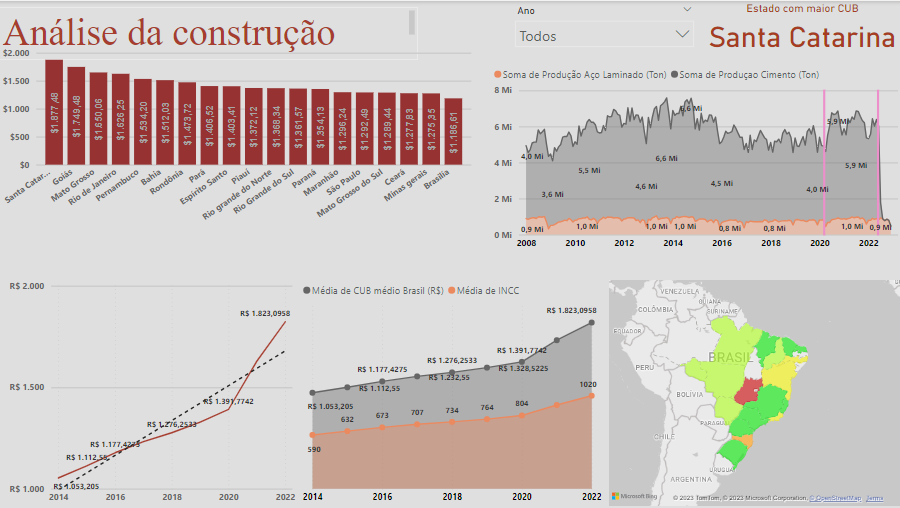 Análise da construção
Ano
Todos
Estado com maior CUB
Santa Catarina
$2.000
$1.500
$1.000
$500
$0
$1.877,48
$1.749,48
$1.650,06
$1.626,25
$1.534,20
$1.512,03
$1.473,72
$1.406,52
$1.403,41
$1.372,12
$1.368,34
$1.361,57
$1.354,13
$1.296,24
$1.292,49
$1.289,44
$1.277,83
$1.275,35
$1.186,61
Santa Catar...
Goiás
Mato Grosso
Rio de Janeiro
Pernambuco
Bahia
Rondônia
Pará
Espirito Santo
Piaui
Rio grande do Norte
Rio Grande do Sul
Paraná
Maranhão
São Paulo
Mato Grosso do Sul
Ceará
Minas gerais
Brasília
Soma de Produção Aço Laminado (Ton) Soma de Produçao Cimento (Ton)
8 Mi
6 Mi
4 Mi
2 Mi
0 Mi
6,6 Mi
5,9 Mi
4,0 Mi
6,6 Mi
5,5 Mi
5,9 Mi
4,6 Mi
4,5 Mi
4,0 Mi
3,6 Mi
0,9 Mi
1,0 Mi
1,0 Mi
1,0 Mi
0,8 Mi
0,8 Mi
1,0 Mi
0,9 Mi
2008 2010 2012 2014 2016 2018 2020 2022
R$ 2.000
R$ 1.500
R$ 1.000
R$ 1.823,0958
R$ 1.391,7742
R$ 1.276,2533
R$ 1.177,4275
R$ 1.112,55
R$ 1.053,205
2014 2016 2018 2020 2022
Média de CUB médio Brasil (R$) Média de INCC
R$ 1.823,0958
R$ 1.391,7742
R$ 1.276,2533
R$ 1.328,5225
R$ 1.177,4275
R$ 1.232,55
R$ 1.112,55
R$ 1.053,205
590
632
673
707
734
764
804
1020
2014 2016 2018 2020 2022
VENEZUELA
GUIANA
COLÔMBIA
SURINAME
EQUADOR
BRASIL
PERU
BOLÍVIA
PARAGUAI
CHILE
URUGUAI
ARGENTINA
Microsoft Bing
© 2023 TomTom, © 2023 Microsoft Corporation, © OpenStreetMap Terms